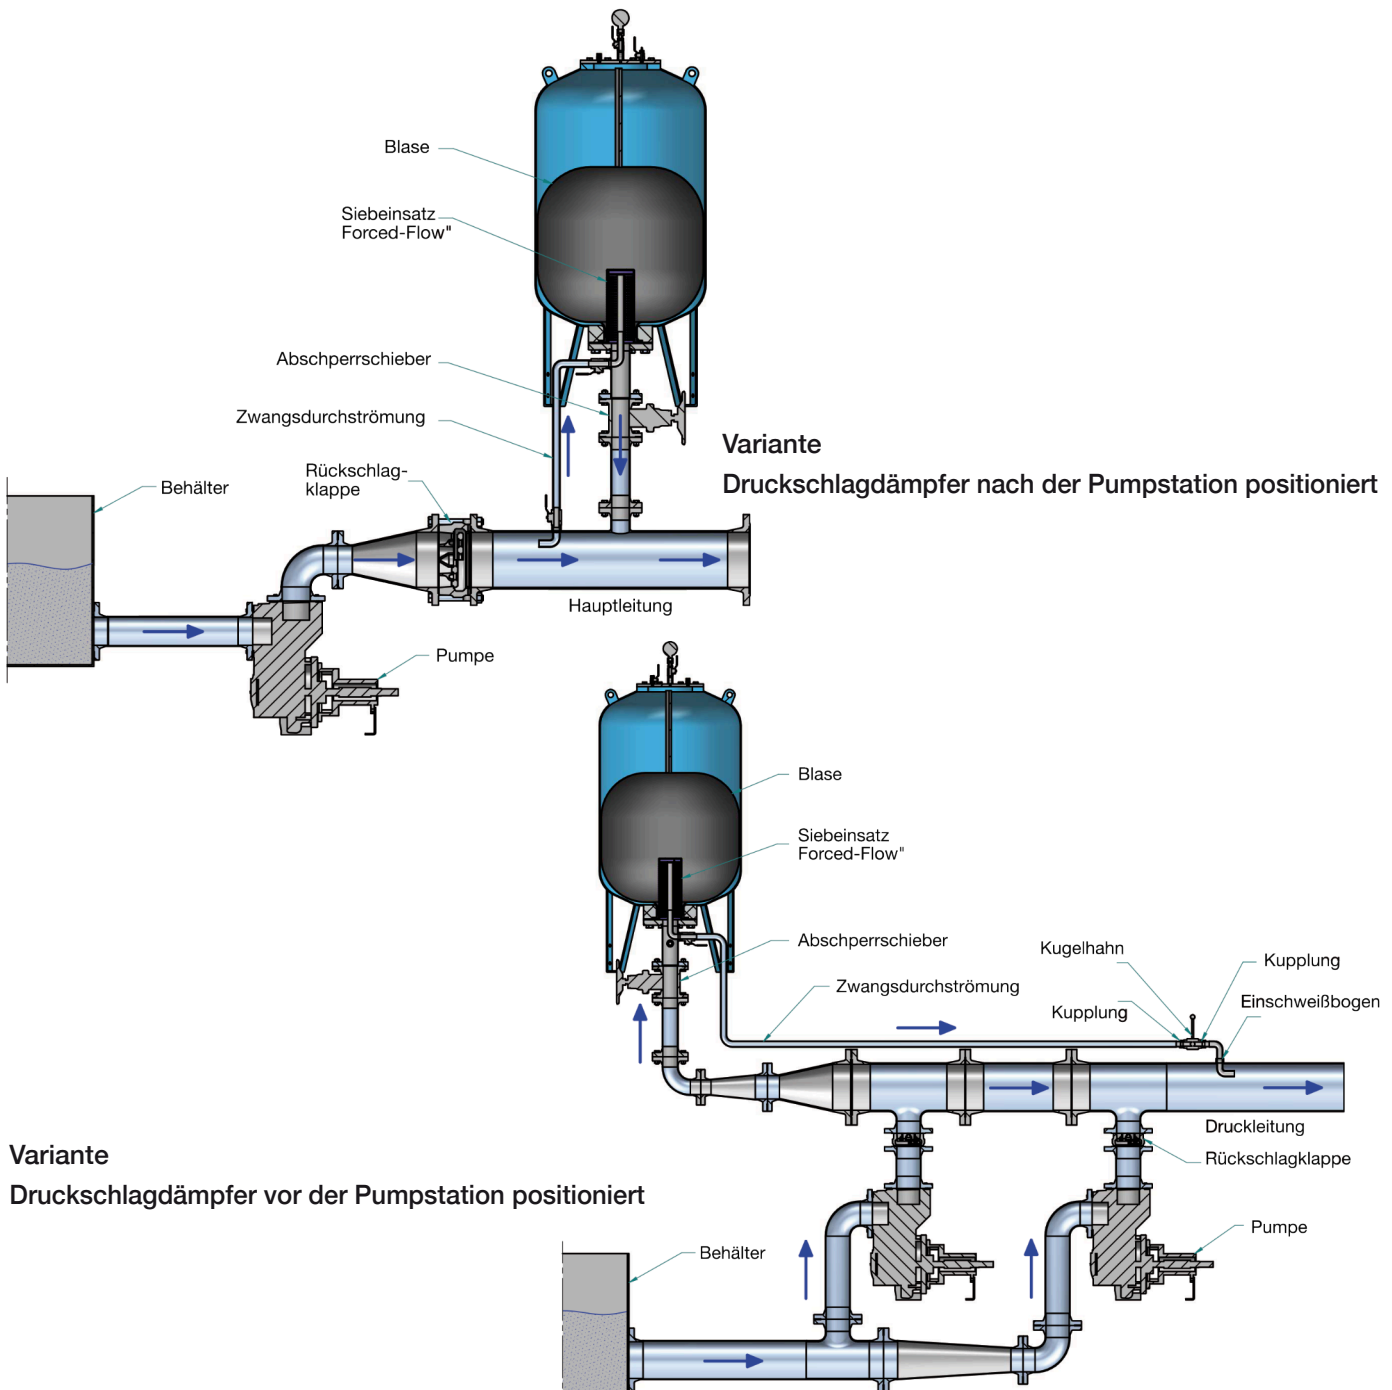 Blase
Siebeinsatz
Forced-Flow"
Abschperrschieber
Zwangsdurchströmung
Rückschlag-
klappe
Behälter
Variante
Druckschlagdämpfer nach der Pumpstation positioniert
Hauptleitung
Pumpe
Blase
Siebeinsatz
Forced-Flow"
Abschperrschieber
Zwangsdurchströmung
Kugelhahn
Kupplung
Kupplung
Einschweißbogen
Druckleitung
Rückschlagklappe
Variante
Druckschlagdämpfer vor der Pumpstation positioniert
Behälter
Pumpe